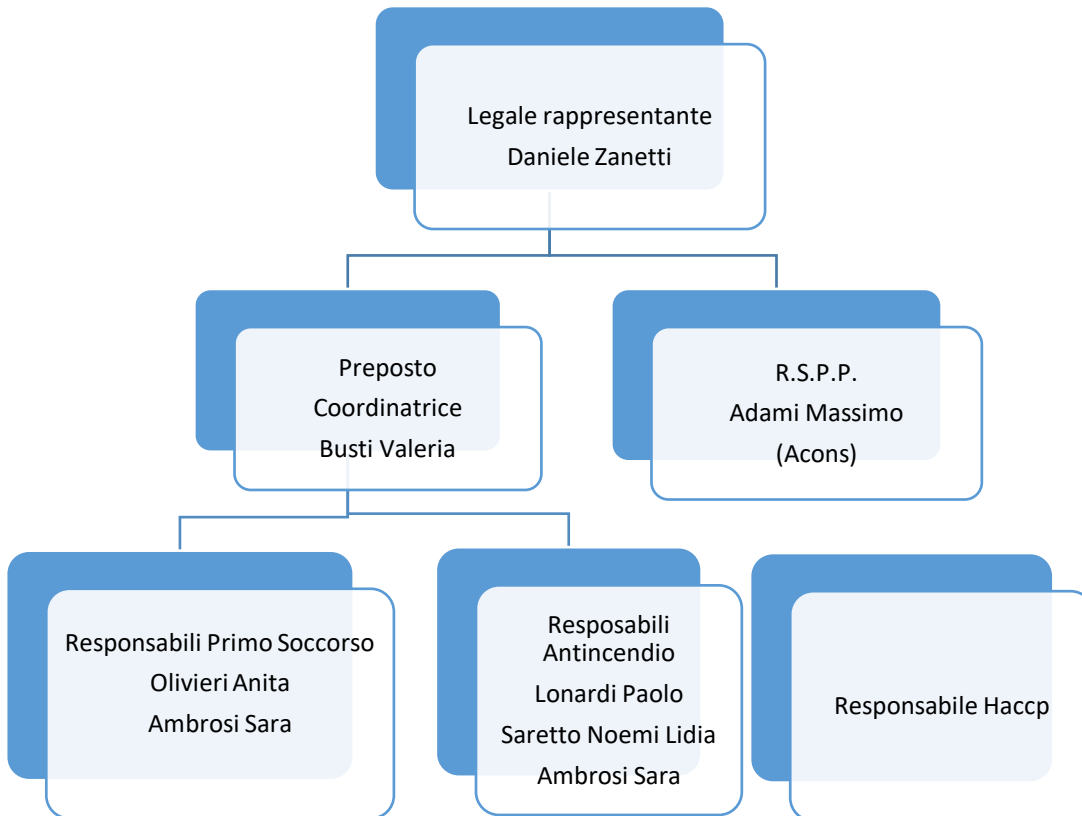 Legale rappresentante
Daniele Zanetti
Preposto
Coordinatrice
Busti Valeria
R.S.P.P.
Adami Massimo
(Acons)
Responsabili Primo Soccorso
Olivieri Anita
Ambrosi Sara
Resposabili
Antincendio
Lonardi Paolo
Saretto Noemi Lidia
Ambrosi Sara
Responsabile Haccp